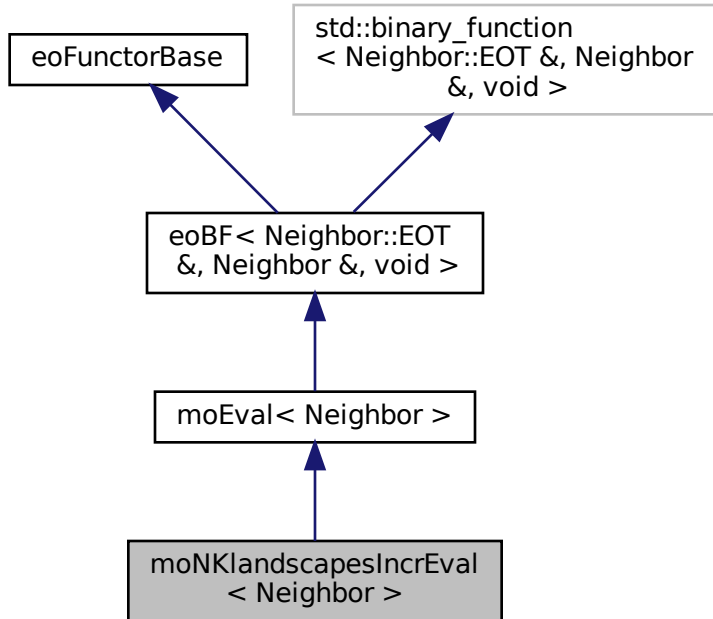 eoFunctorBase
std::binary_function
< Neighbor::EOT &, Neighbor
&, void >
eoBF< Neighbor::EOT
&, Neighbor &, void >
moEval< Neighbor >
moNKlandscapesIncrEval
< Neighbor >